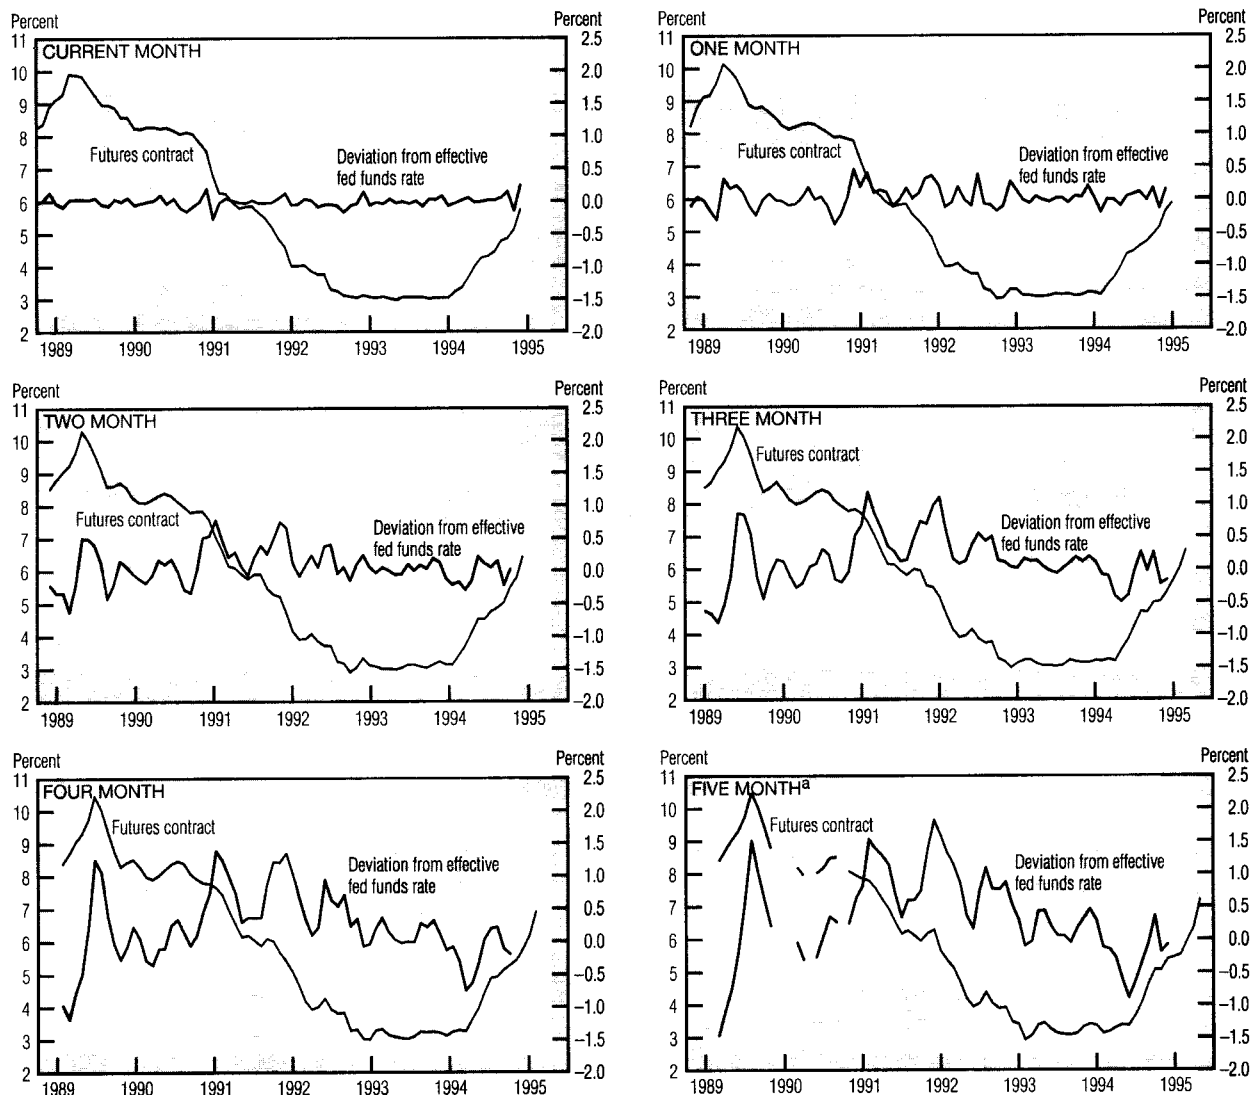 Percent
Percent
11
10
9
8
7
6
5
4
3
2
CURRENT MONTH
Futures contract
Deviation from effective
fed funds rate
2.5
2.0
1.5
1.0
0.5
0.0
–0.5
–1.0
–1.5
–2.0
1989 1990 1991 1992 1993 1994 1995
Percent
Percent
11
10
9
8
7
6
5
4
3
2
ONE MONTH
Futures contract
Deviation from effective
fed funds rate
2.5
2.0
1.5
1.0
0.5
0.0
–0.5
–1.0
–1.5
–2.0
1989 1990 1991 1992 1993 1994 1995
Percent
Percent
11
10
9
8
7
6
5
4
3
2
TWO MONTH
Futures contract
Deviation from effective
fed funds rate
2.5
2.0
1.5
1.0
0.5
0.0
–0.5
–1.0
–1.5
–2.0
1989 1990 1991 1992 1993 1994 1995
Percent
Percent
11
10
9
8
7
6
5
4
3
2
THREE MONTH
Futures contract
Deviation from effective
fed funds rate
2.5
2.0
1.5
1.0
0.5
0.0
–0.5
–1.0
–1.5
–2.0
1989 1990 1991 1992 1993 1994 1995
Percent
Percent
11
10
9
8
7
6
5
4
3
2
FOUR MONTH
Futures contract
Deviation from effective
fed funds rate
2.5
2.0
1.5
1.0
0.5
0.0
–0.5
–1.0
–1.5
–2.0
1989 1990 1991 1992 1993 1994 1995
Percent
Percent
11
10
9
8
7
6
5
4
3
2
FIVE MONTHª
Futures contract
Deviation from effective
fed funds rate
2.5
2.0
1.5
1.0
0.5
0.0
–0.5
–1.0
–1.5
–2.0
1989 1990 1991 1992 1993 1994 1995